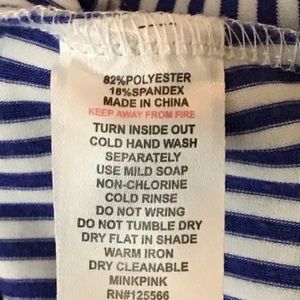 82%POLYESTER
18%SPANDEX
MADE IN CHINA
KEEP AWAY FROM FIRE
TURN INSIDE OUT
COLD HAND WASH
SEPARATELY
USE MILD SOAP
NON-CHLORINE
COLD RINSE
DO NOT WRING
DO NOT TUMBLE DRY
DRY FLAT IN SHADE
WARM IRON
DRY CLEANABLE
MINKPINK
RN#125566